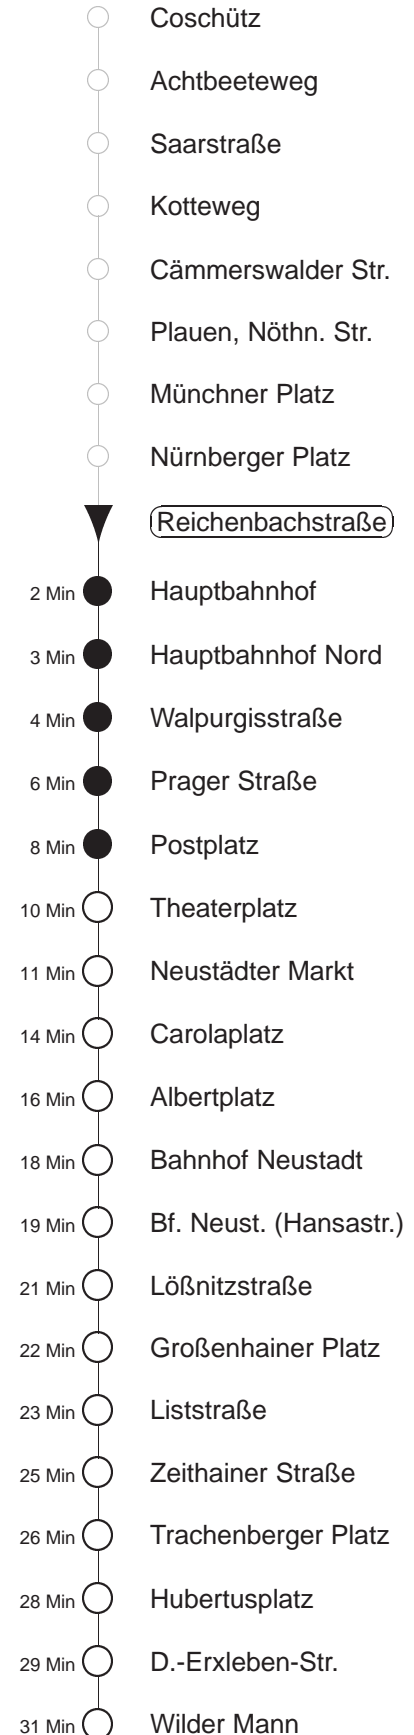 Coschütz
Achtbeeteweg
Saarstraße
Kotteweg
Cämmerswalder Str.
Plauen, Nöthn. Str.
Münchner Platz
Nürnberger Platz
Reichenbachstraße
2 Min Hauptbahnhof
3 Min Hauptbahnhof Nord
4 Min Walpurgisstraße
6 Min Prager Straße
8 Min Postplatz
10 Min Theaterplatz
11 Min Neustädter Markt
14 Min Carolaplatz
16 Min Albertplatz
18 Min Bahnhof Neustadt
19 Min Bf. Neust. (Hansastr.)
21 Min Lößnitzstraße
22 Min Großenhainer Platz
23 Min Liststraße
25 Min Zeithainer Straße
26 Min Trachenberger Platz
28 Min Hubertusplatz
29 Min D.-Erxleben-Str.
31 Min Wilder Mann